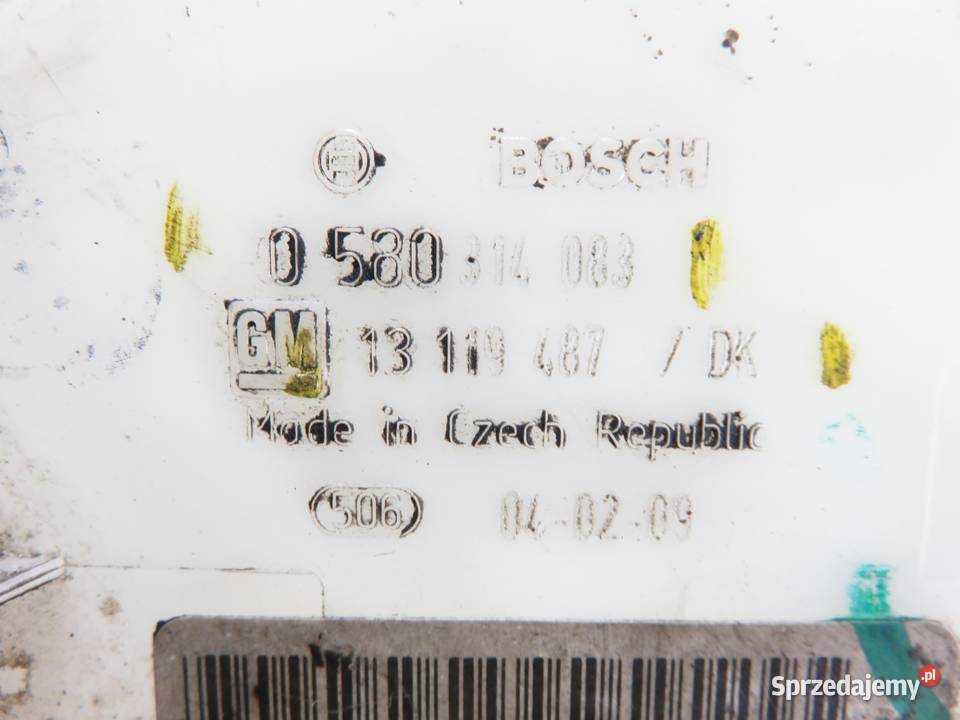 BOSCH
0 580 314 083
GM 13 119 487 / DK
Made in Czech Republic
506 04-02-09
Sprzedajemy.pl